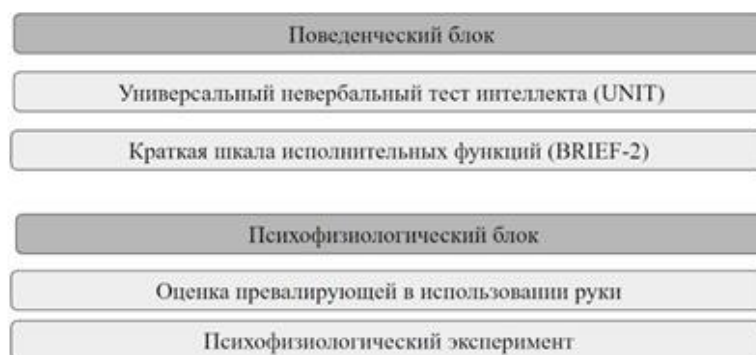 Поведенческий блок
Универсальный невербальный тест интеллекта (UNIT)
Краткая шкала исполнительных функций (BRIEF-2)
Психофизиологический блок
Оценка превалирующей в использовании руки
Психофизиологический эксперимент